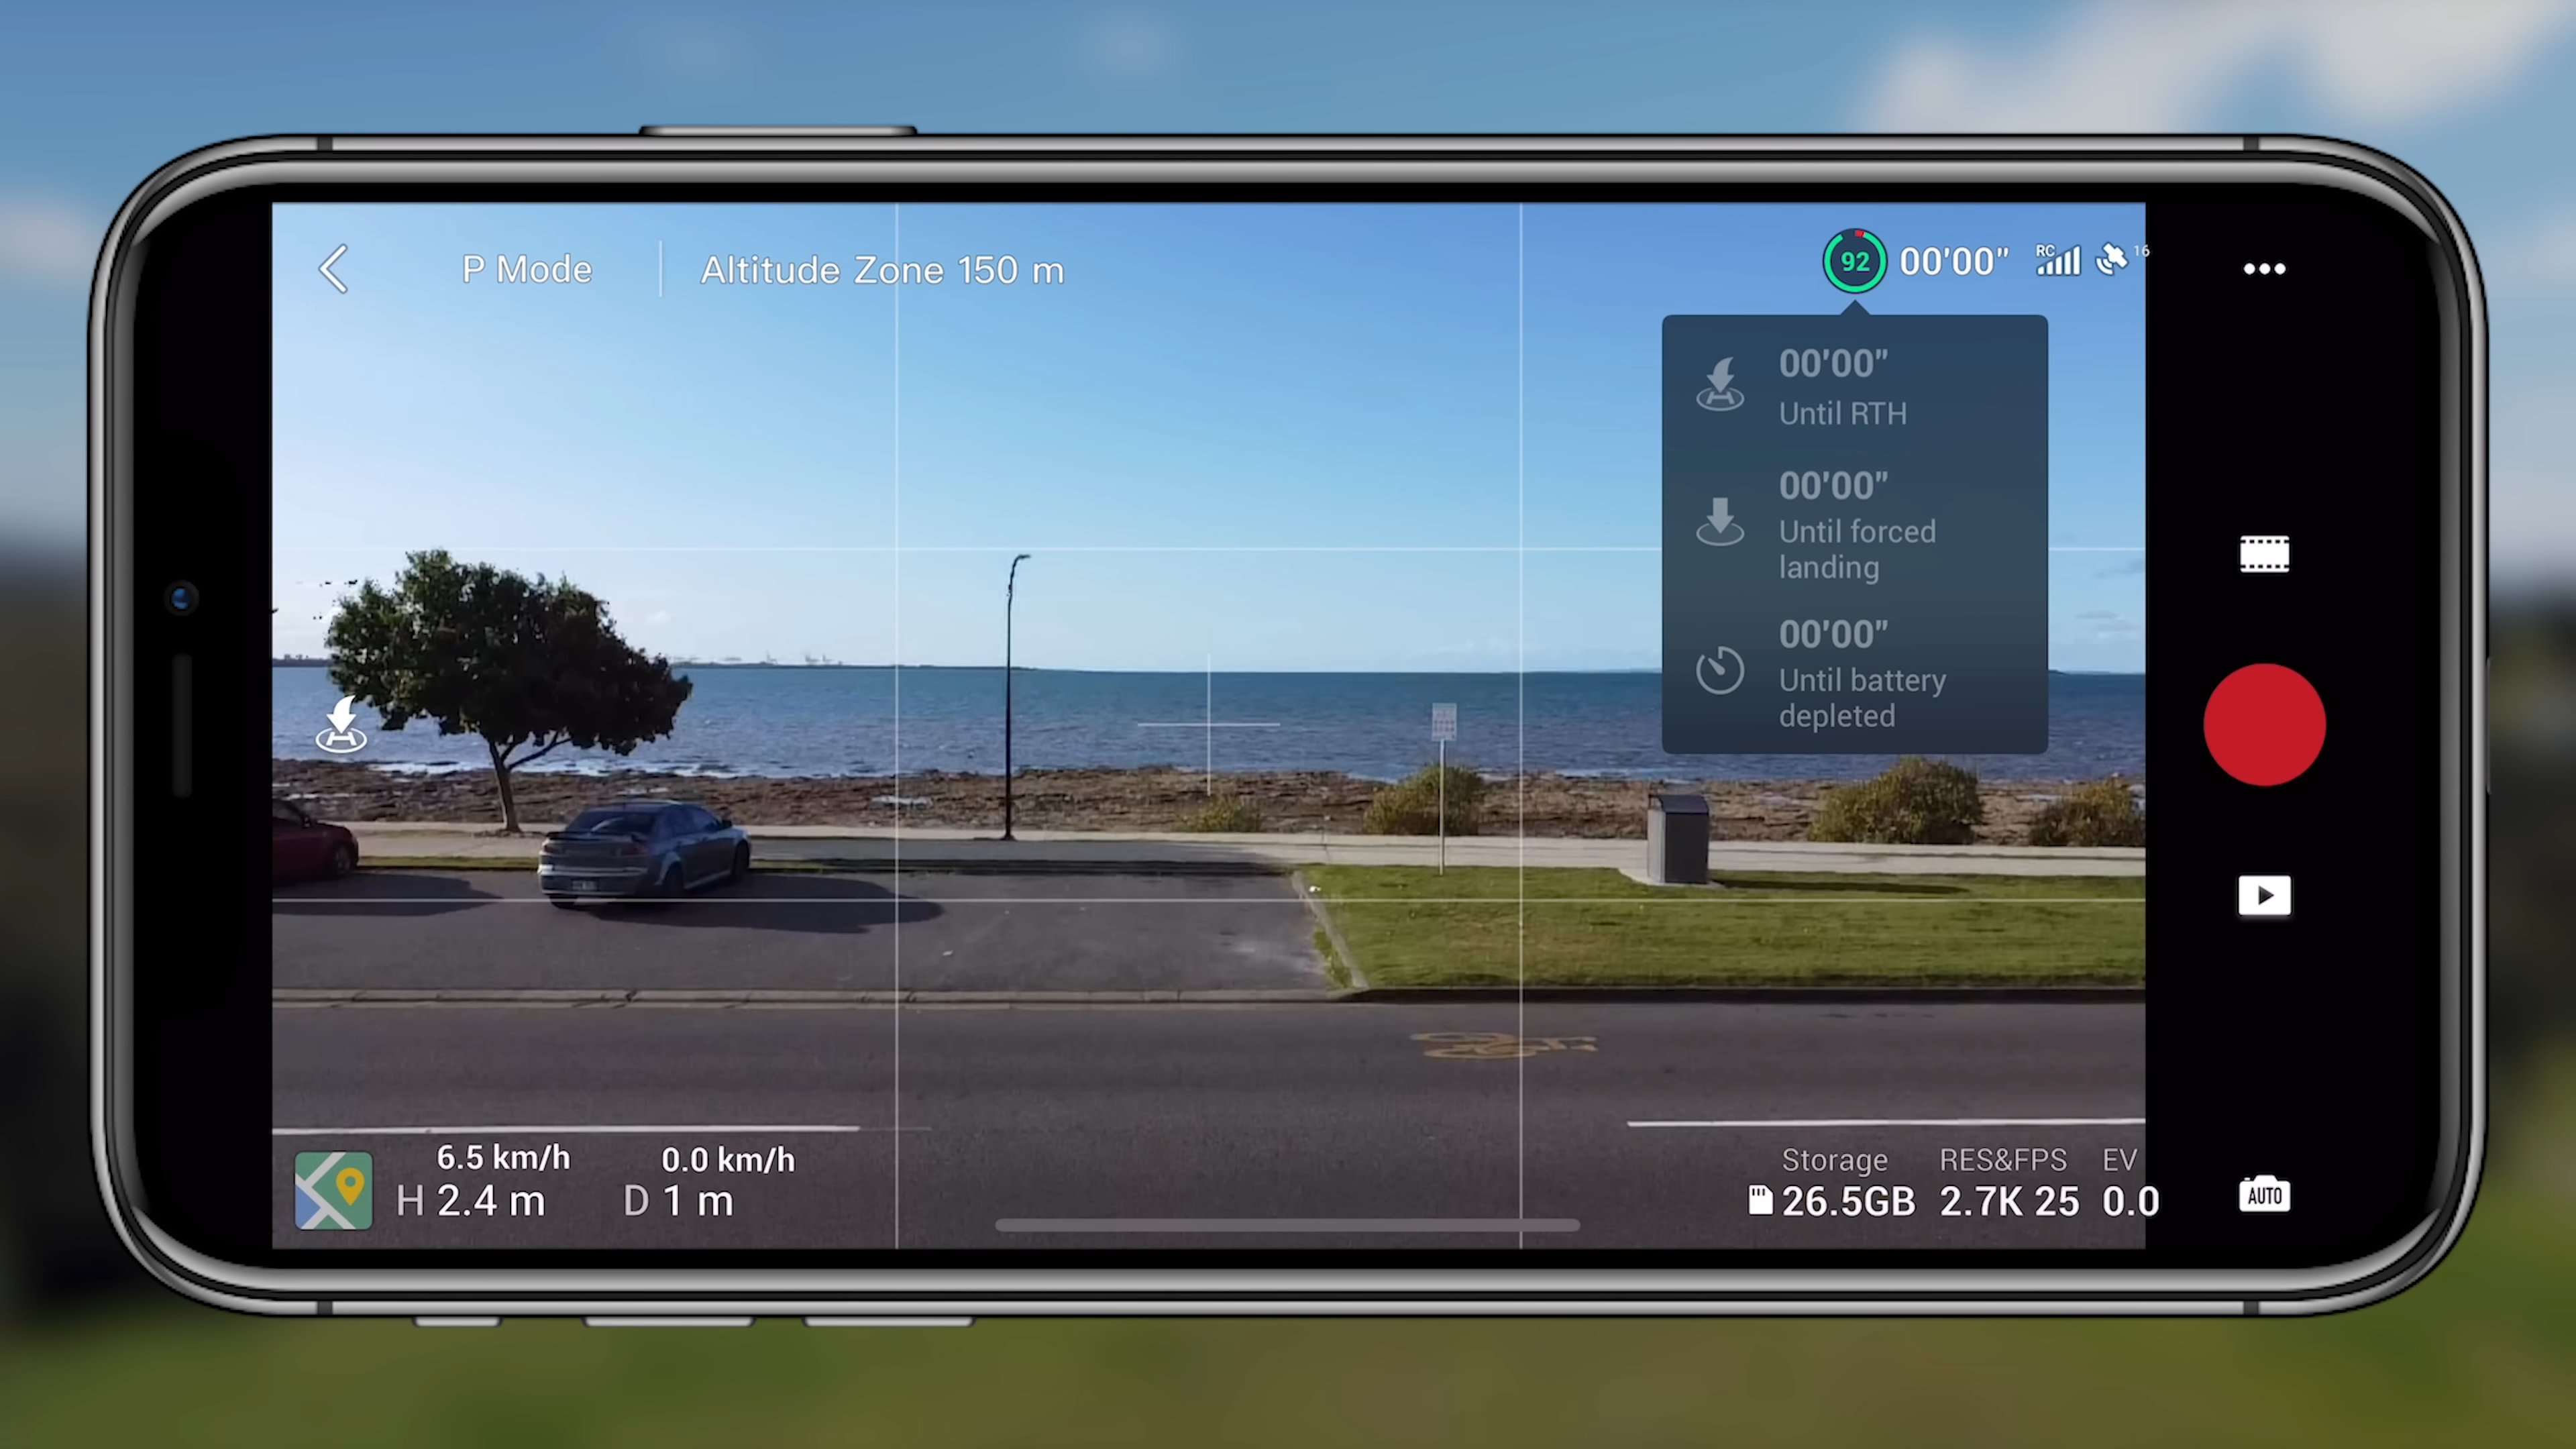 P Mode
Altitude Zone 150 m
92
00'00"
RC
16
00'00"
Until RTH
00'00"
Until forced
landing
00'00"
Until battery
depleted
6.5 km/h
0.0 km/h
H 2.4 m
D 1 m
Storage
RES&FPS
EV
26.5GB
2.7K 25
0.0
AUTO